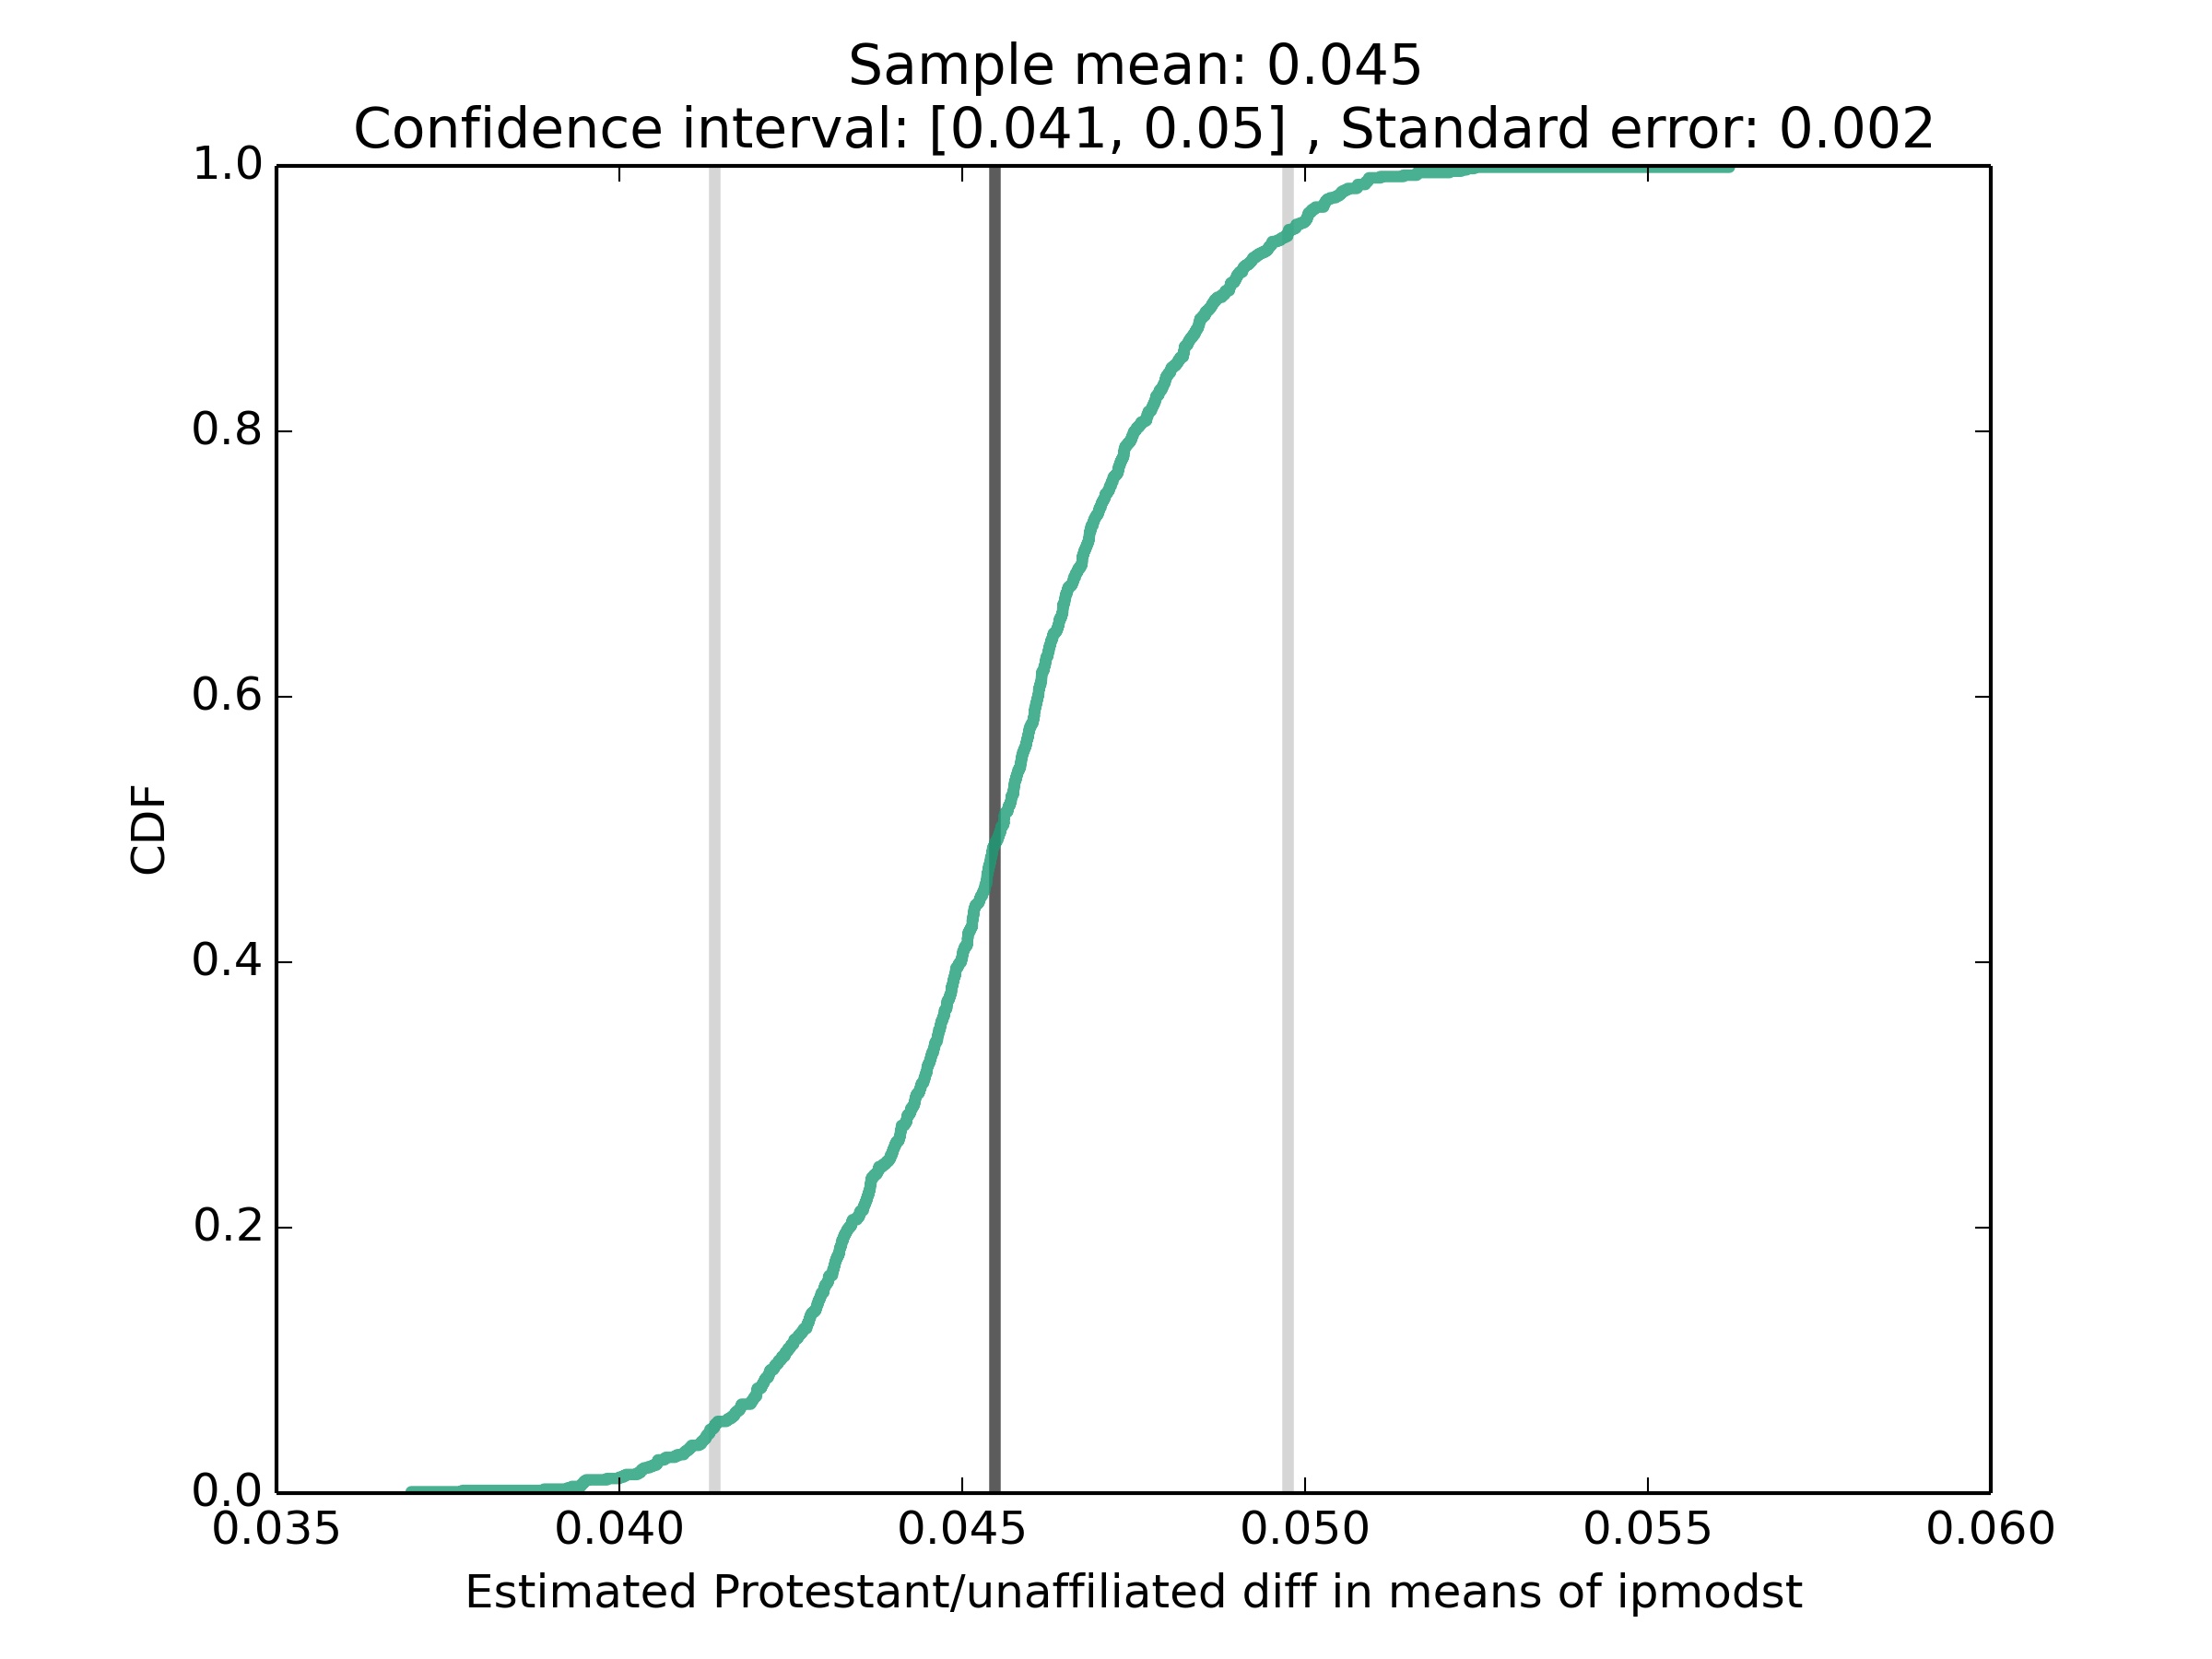 Sample mean: 0.045
Confidence interval: [0.041, 0.05] , Standard error: 0.002
1.0
0.8
0.6
0.4
0.2
0.0
CDF
0.035 0.040 0.045 0.050 0.055 0.060
Estimated Protestant/unaffiliated diff in means of ipmodst